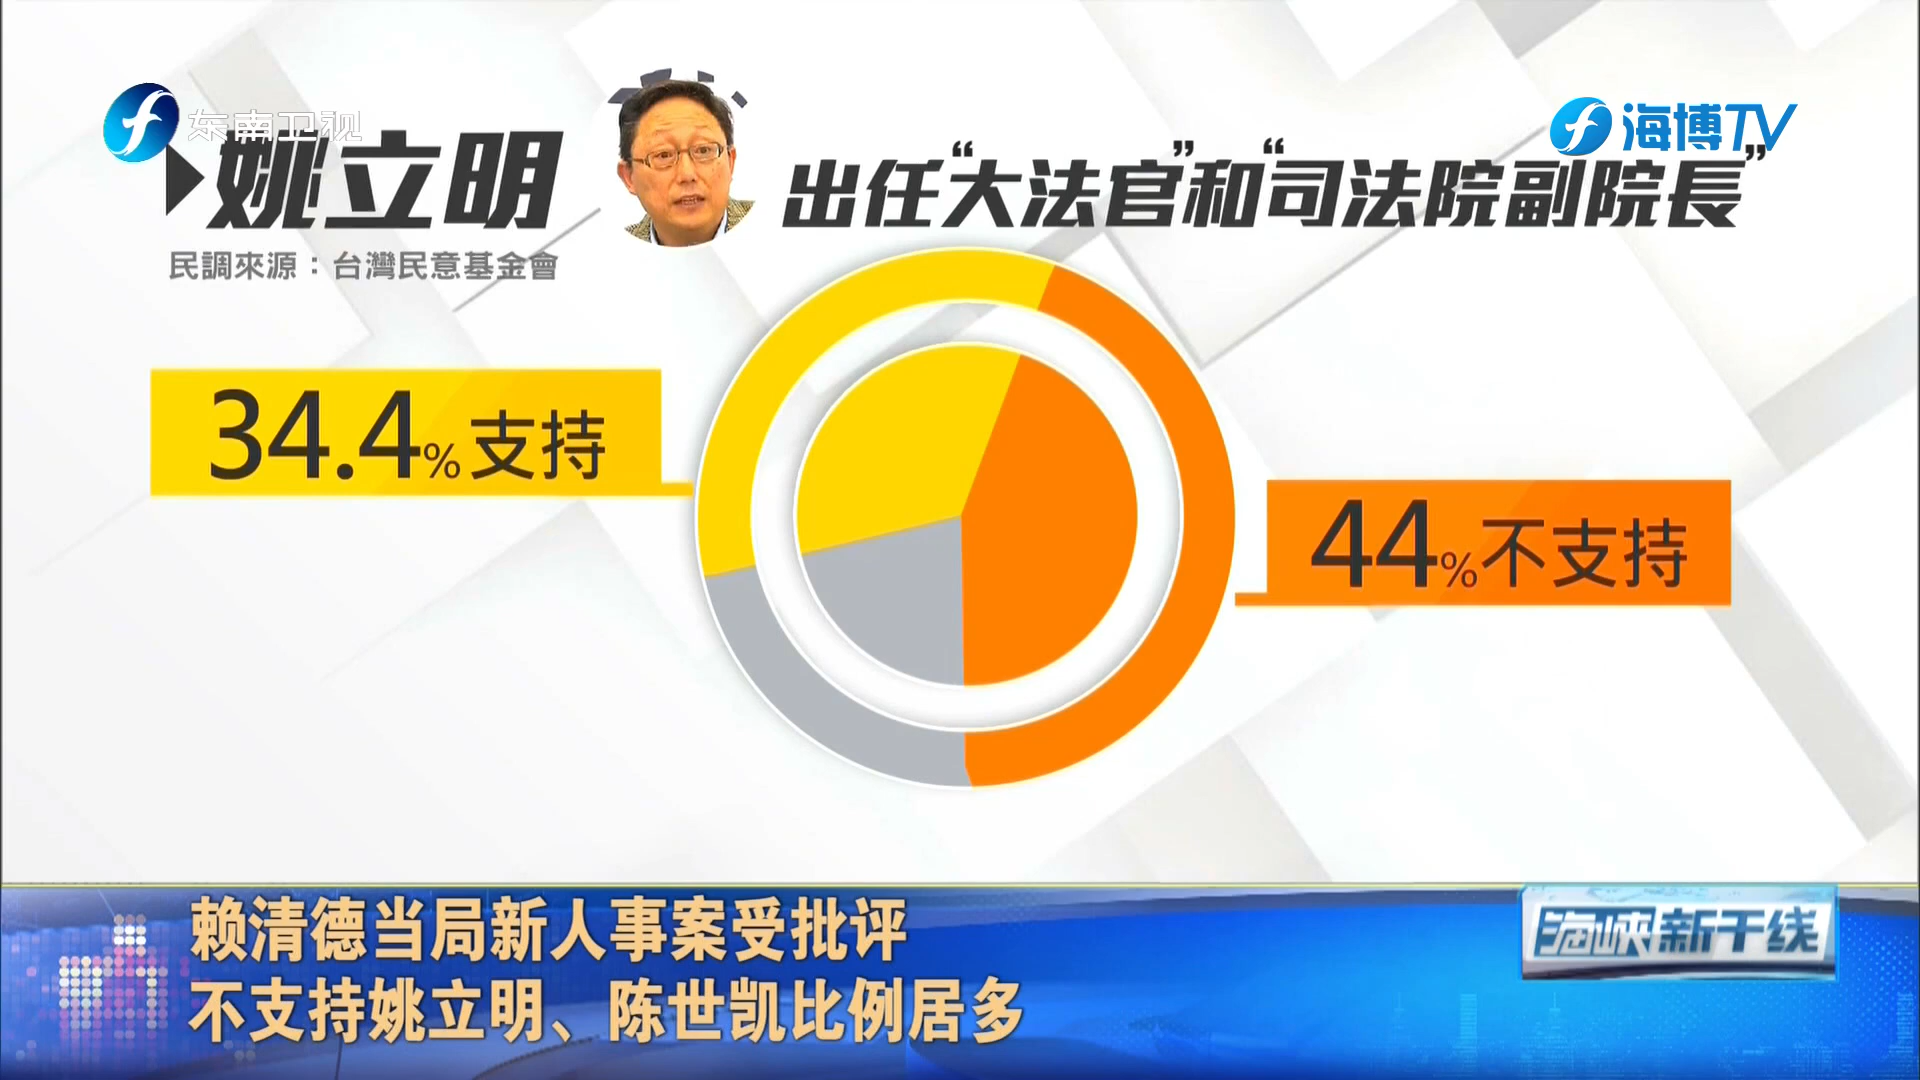 东南卫视
海博TV
姚立明 出任“大法官”和“司法院副院長”
民調來源：台灣民意基金會
34.4%支持
44%不支持
赖清德当局新人事案受批评
不支持姚立明、陈世凯比例居多
海峡新干线